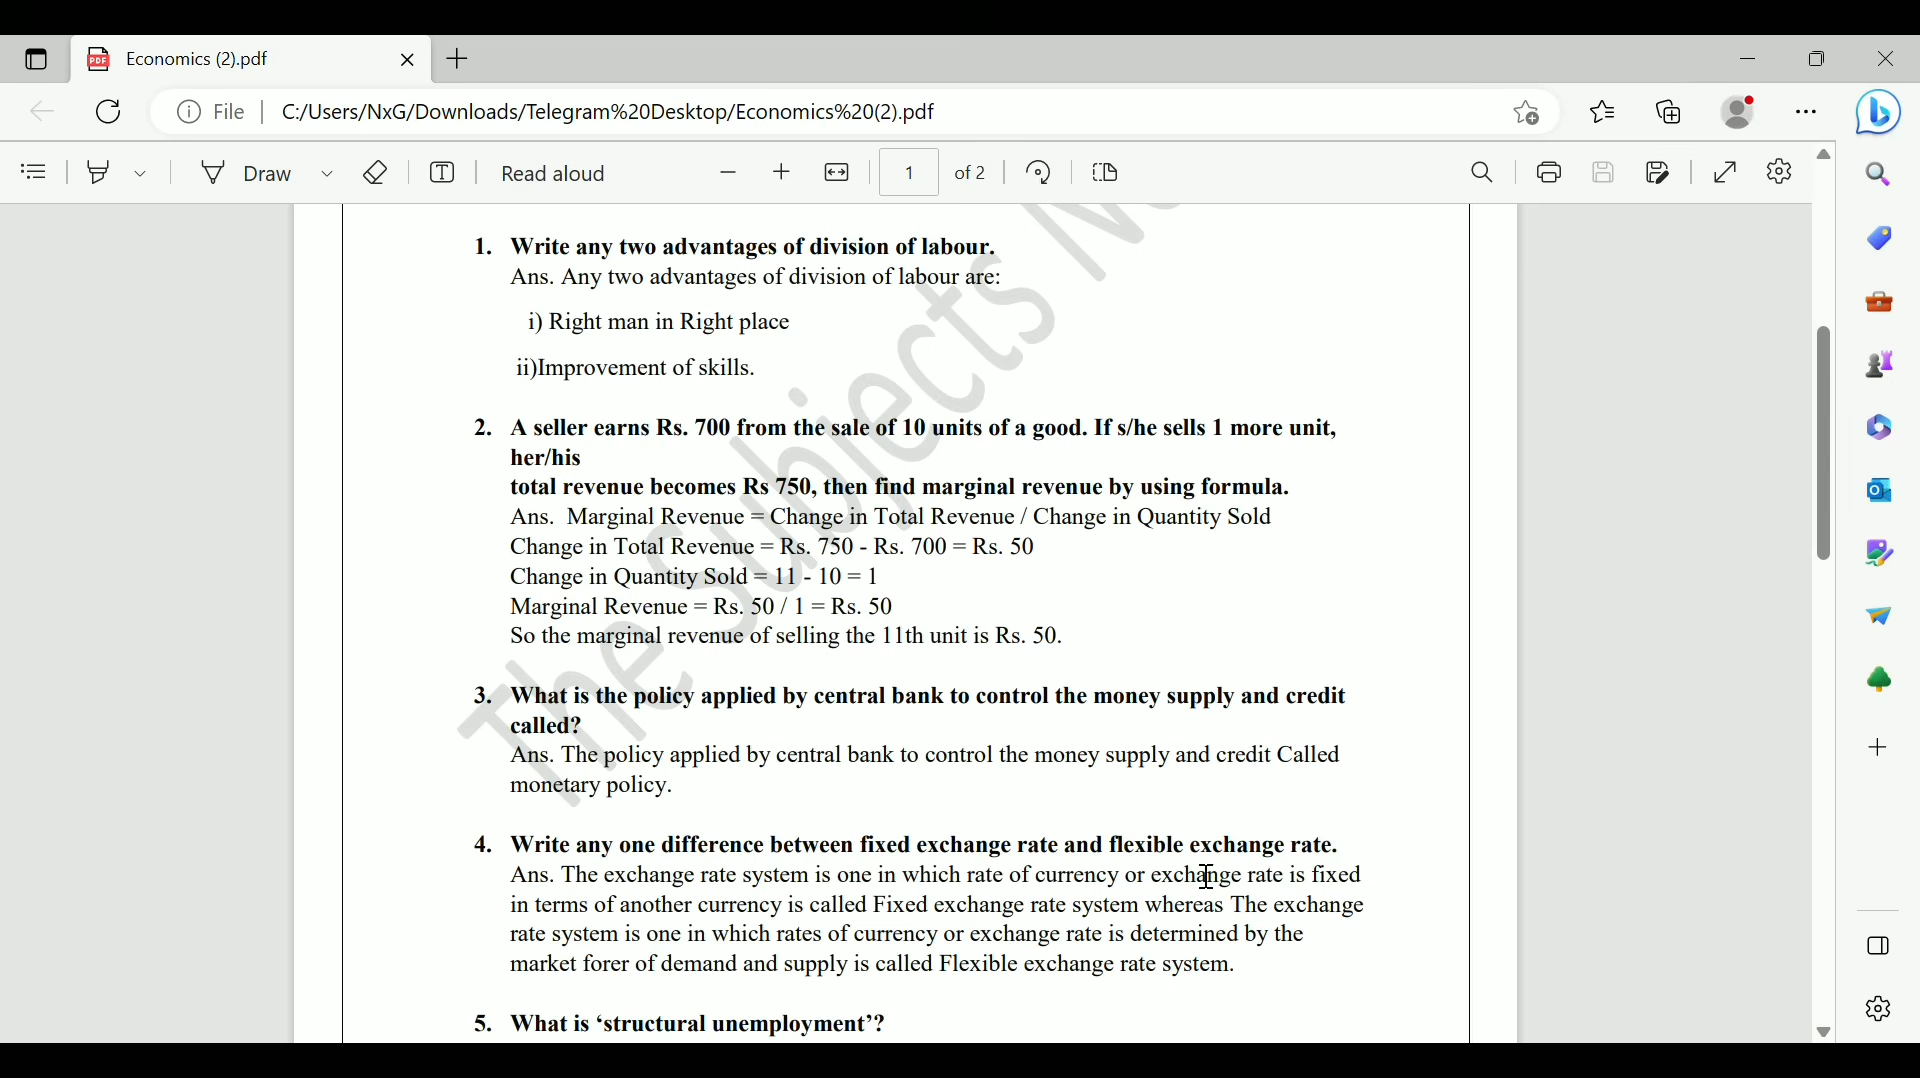 Economics (2).pdf
File C:/Users/NxG/Downloads/Telegram%20Desktop/Economics%20(2).pdf
Draw Read aloud 1 of 2
1. Write any two advantages of division of labour.
Ans. Any two advantages of division of labour are:
i) Right man in Right place
ii)Improvement of skills.
2. A seller earns Rs. 700 from the sale of 10 units of a good. If s/he sells 1 more unit,
her/his
total revenue becomes Rs 750, then find marginal revenue by using formula.
Ans. Marginal Revenue = Change in Total Revenue / Change in Quantity Sold
Change in Total Revenue = Rs. 750 - Rs. 700 = Rs. 50
Change in Quantity Sold = 11 - 10 = 1
Marginal Revenue = Rs. 50 / 1 = Rs. 50
So the marginal revenue of selling the 11th unit is Rs. 50.
3. What is the policy applied by central bank to control the money supply and credit
called?
Ans. The policy applied by central bank to control the money supply and credit Called
monetary policy.
4. Write any one difference between fixed exchange rate and flexible exchange rate.
Ans. The exchange rate system is one in which rate of currency or exchange rate is fixed
in terms of another currency is called Fixed exchange rate system whereas The exchange
rate system is one in which rates of currency or exchange rate is determined by the
market forer of demand and supply is called Flexible exchange rate system.
5. What is ‘structural unemployment’?
The Subjects